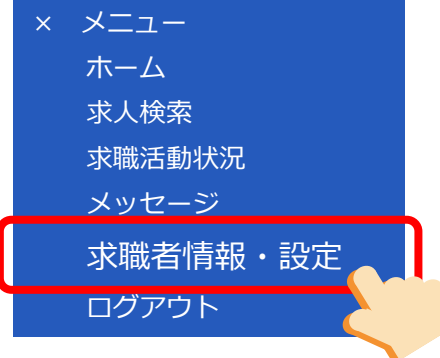 × メニュー
ホーム
求人検索
求職活動状況
メッセージ
求職者情報・設定
ログアウト